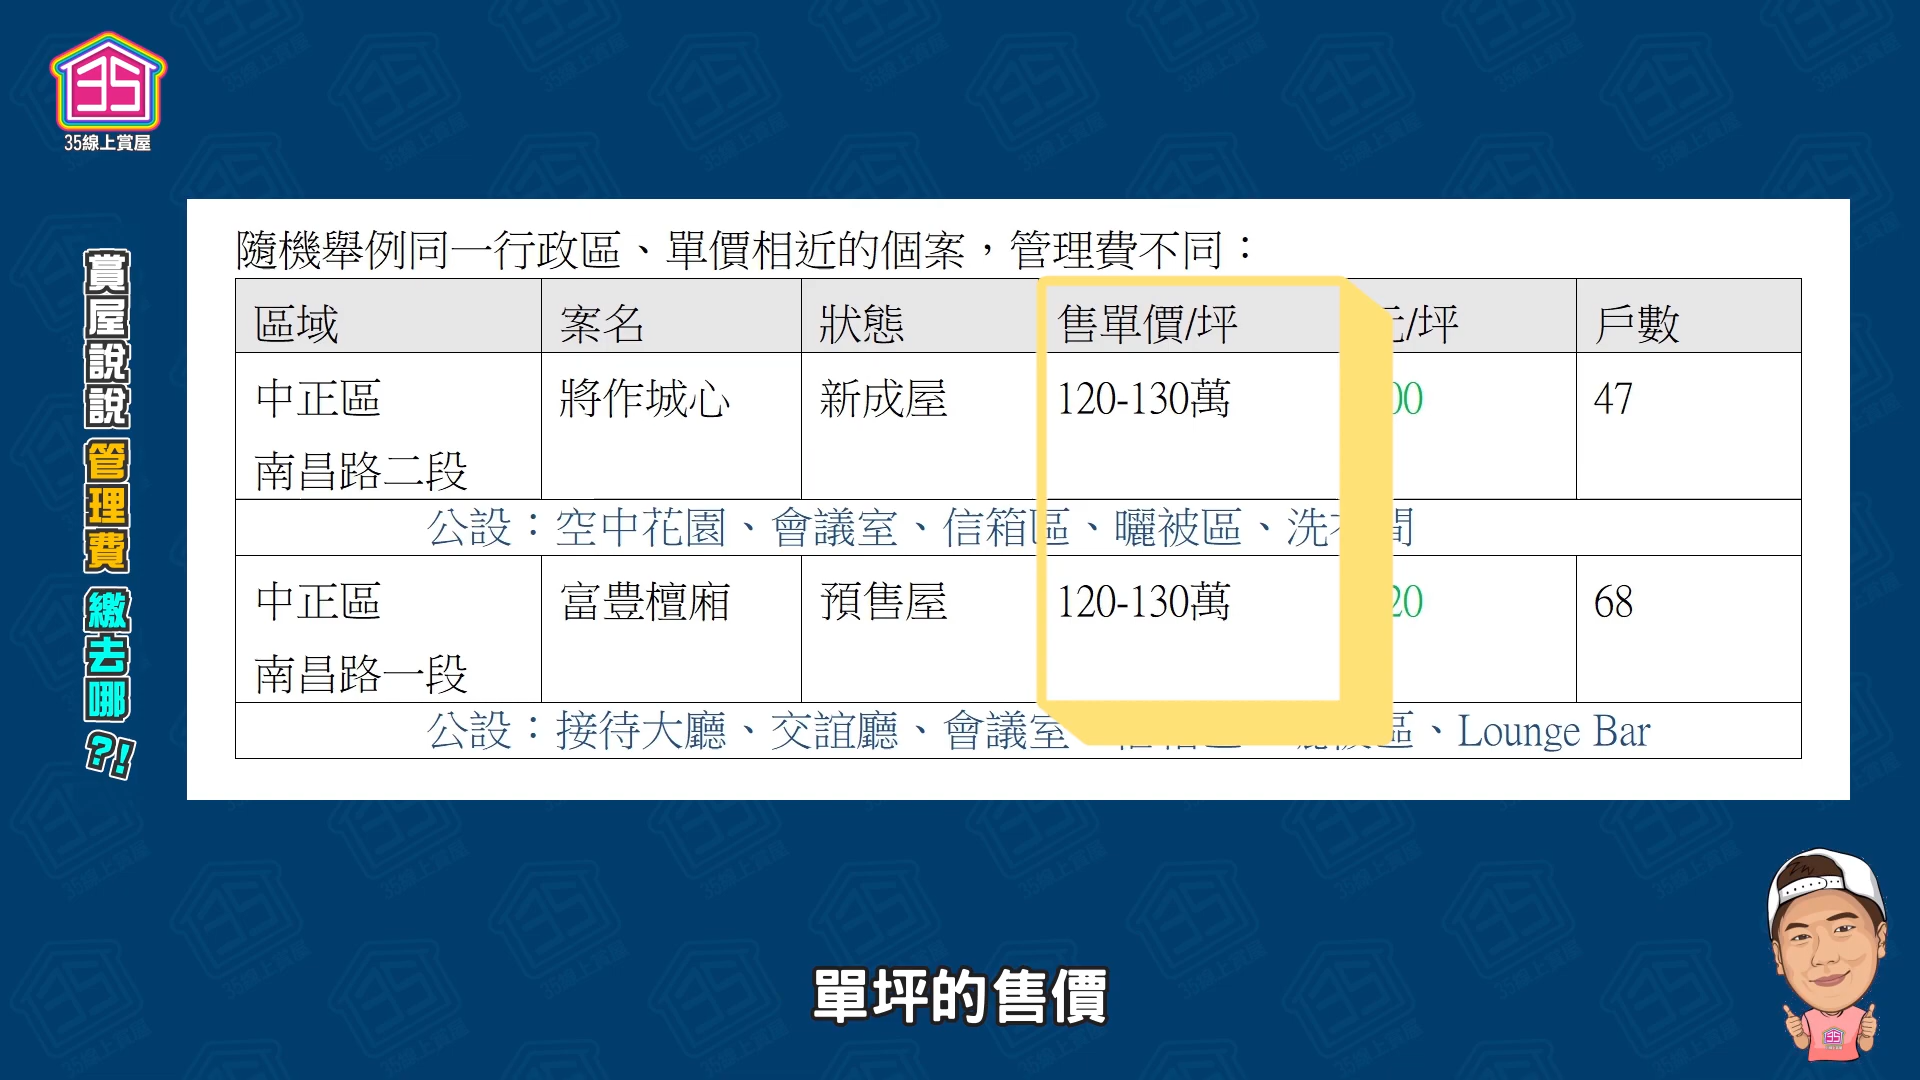 35線上賞屋
賞屋說說 管理費 繳去哪?!
隨機舉例同一行政區、單價相近的個案，管理費不同：
區域 案名 狀態 售單價/坪 /坪 戶數
中正區 將作城心 新成屋 120-130萬 00 47
南昌路二段
公設：空中花園、會議室、信箱區、曬被區、洗 間
中正區 富豊檀廂 預售屋 120-130萬 20 68
南昌路一段
公設：接待大廳、交誼廳、會議室 區、Lounge Bar
單坪的售價